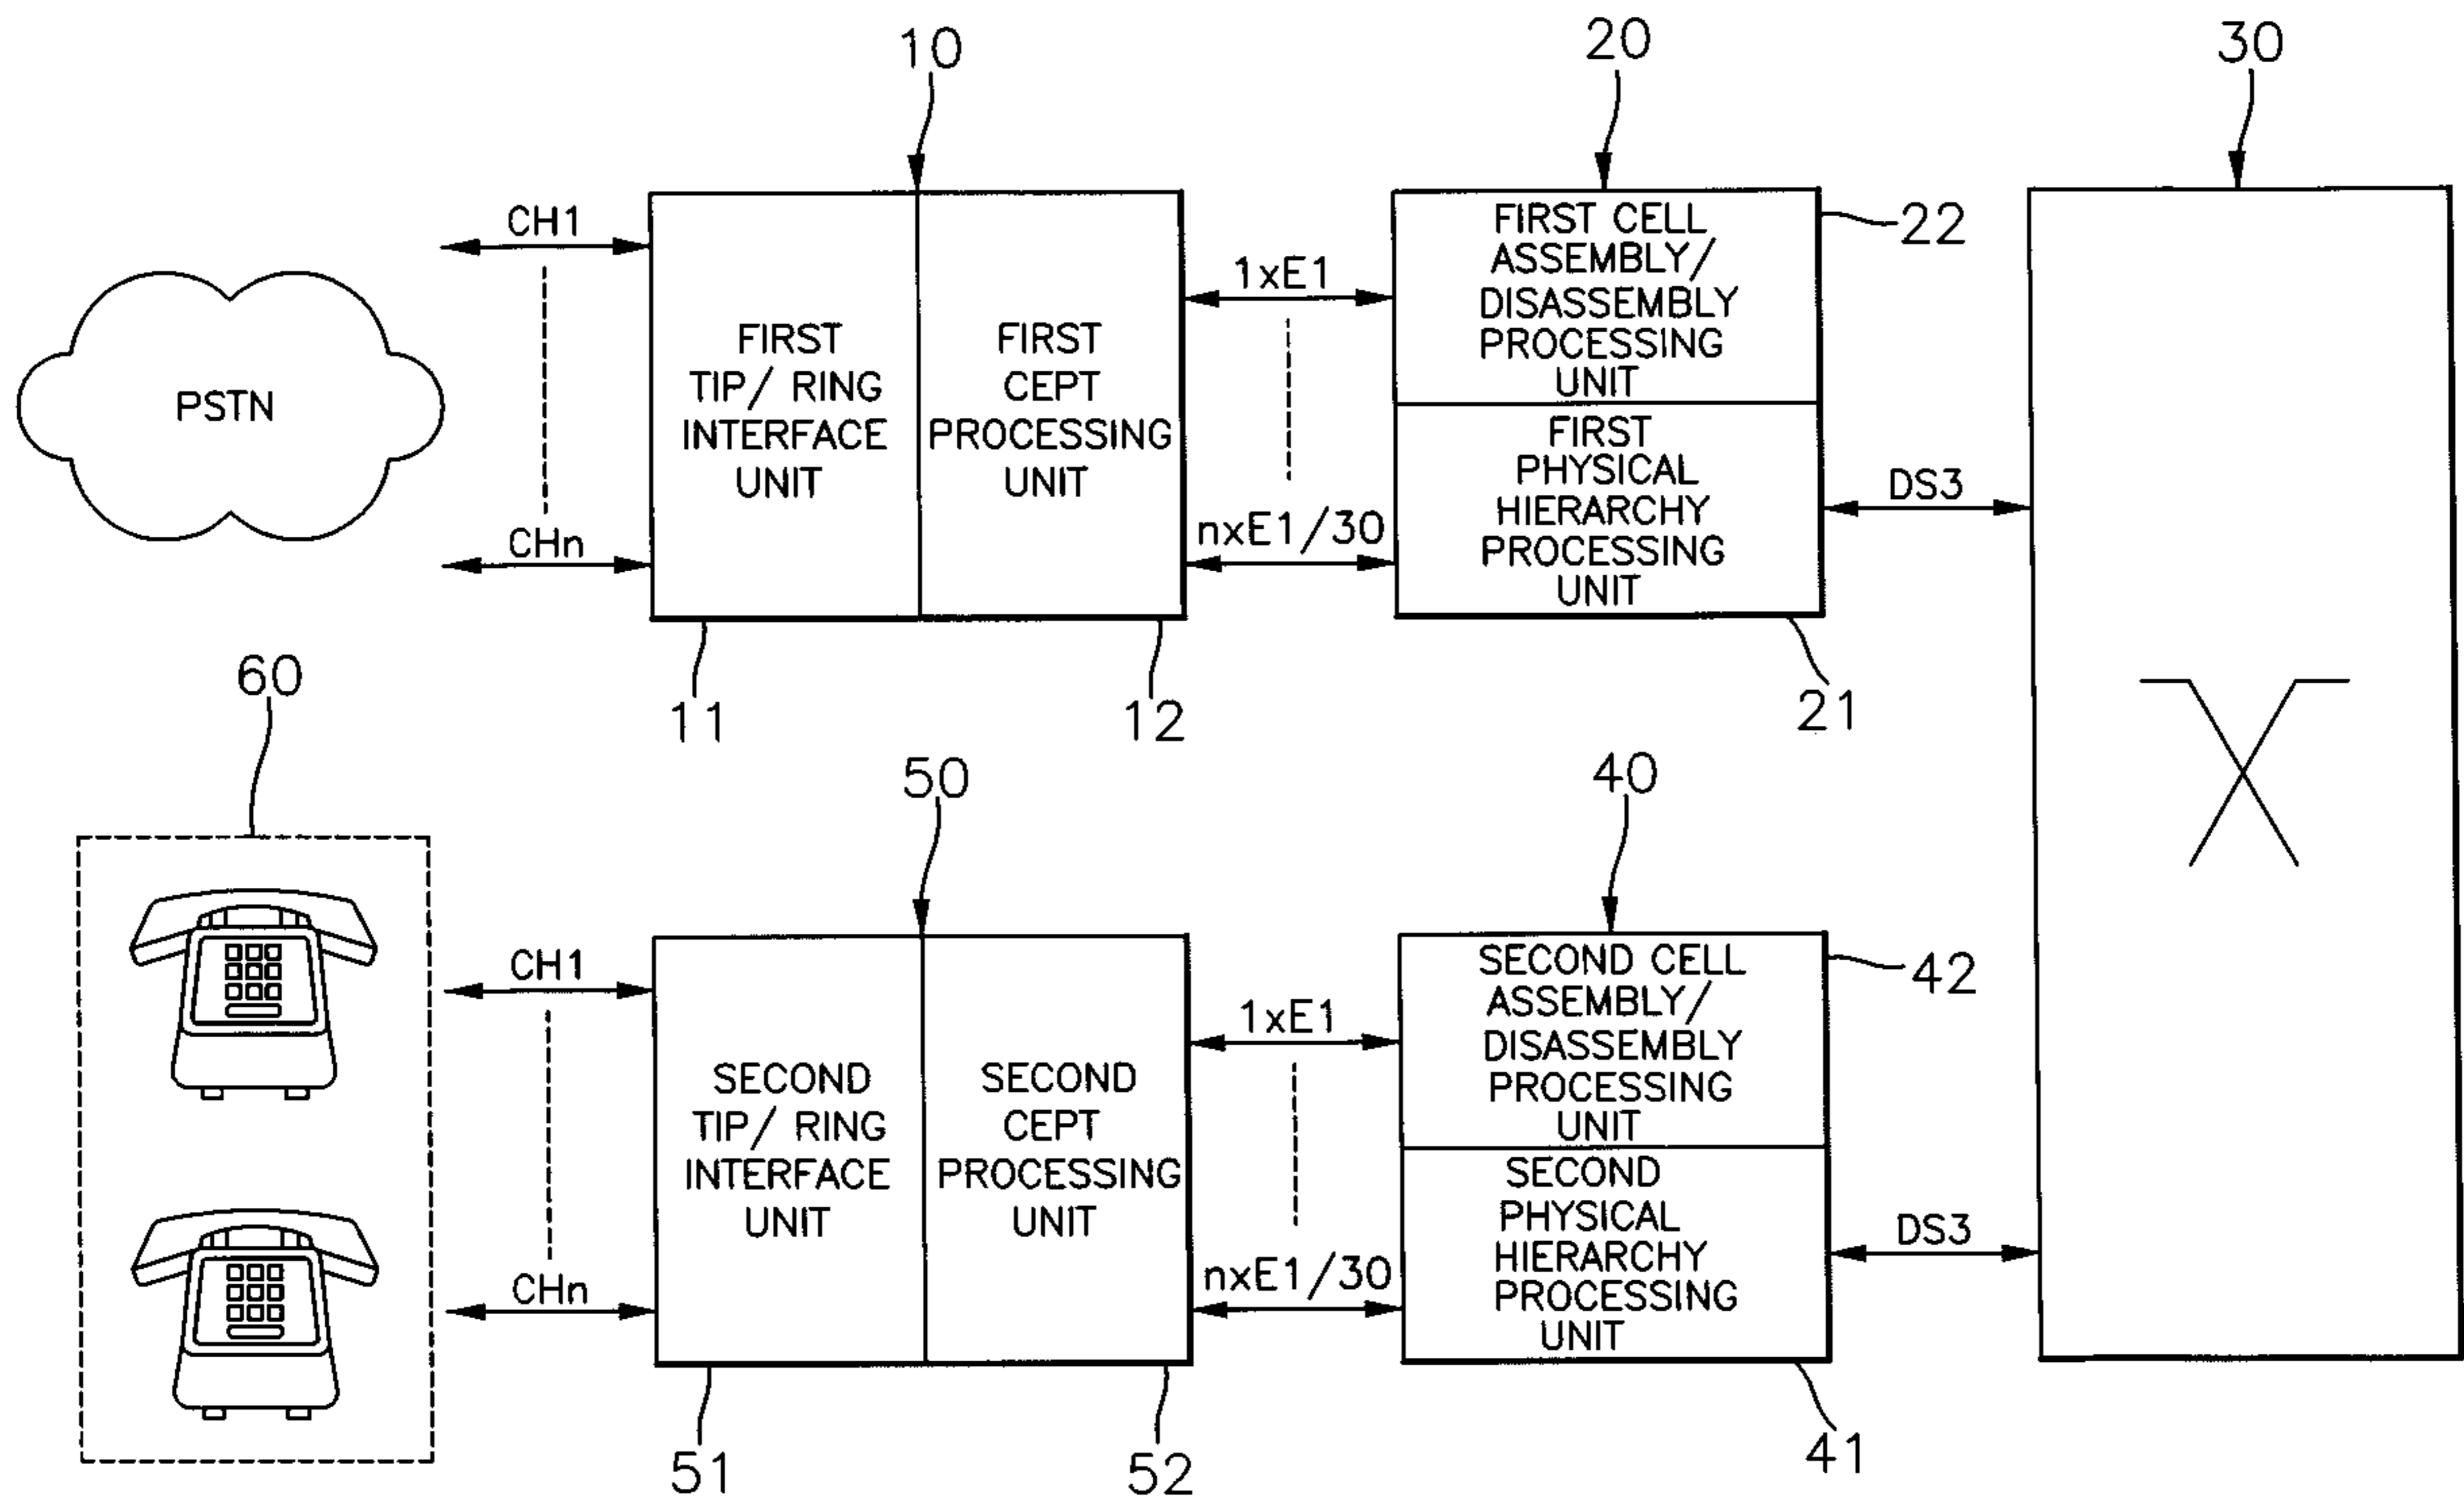 10
20
30
CH1
CHn
PSTN
FIRST
TIP/ RING
INTERFACE
UNIT
FIRST
CEPT
PROCESSING
UNIT
11
12
1xE1
nxE1/30
FIRST CELL
ASSEMBLY/
DISASSEMBLY
PROCESSING
UNIT
22
FIRST
PHYSICAL
HIERARCHY
PROCESSING
UNIT
21
DS3
60
50
40
CH1
CHn
SECOND
TIP/ RING
INTERFACE
UNIT
SECOND
CEPT
PROCESSING
UNIT
51
52
1xE1
nxE1/30
SECOND CELL
ASSEMBLY/
DISASSEMBLY
PROCESSING
UNIT
42
SECOND
PHYSICAL
HIERARCHY
PROCESSING
UNIT
41
DS3